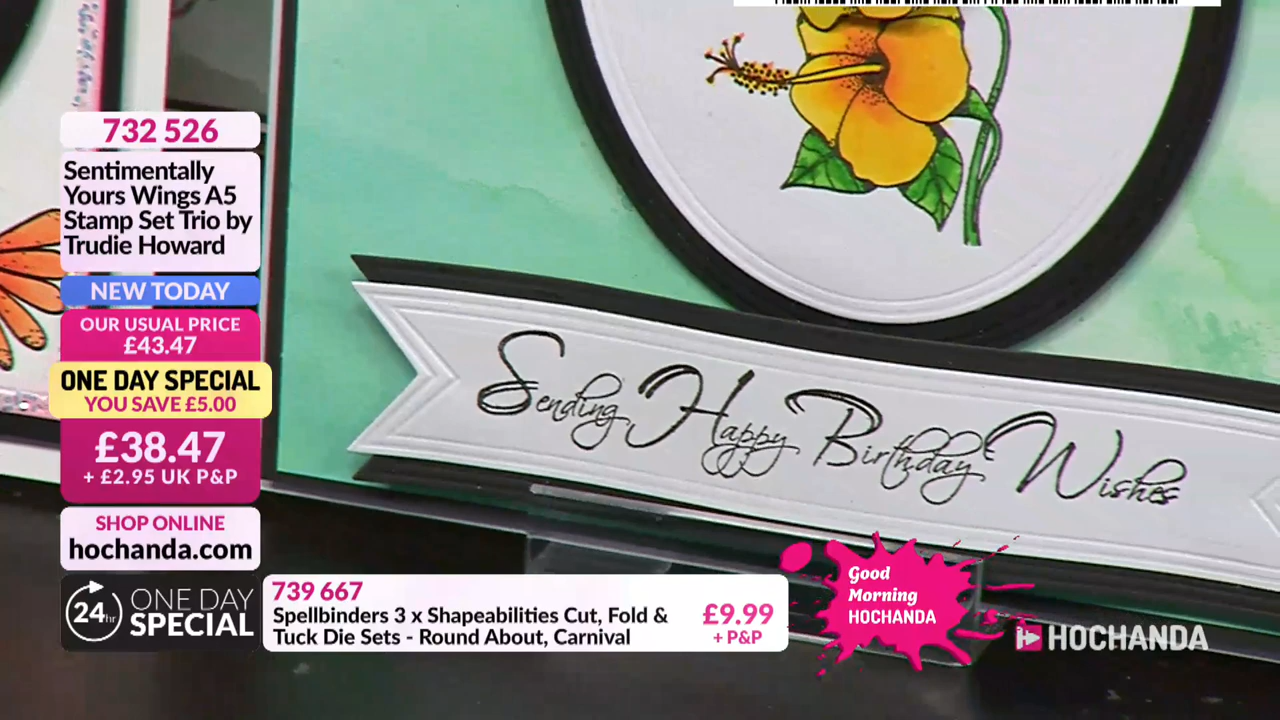 732 526
Sentimentally
Yours Wings A5
Stamp Set Trio by
Trudie Howard
NEW TODAY
OUR USUAL PRICE
£43.47
ONE DAY SPECIAL
YOU SAVE £5.00
£38.47
+ £2.95 UK P&P
SHOP ONLINE
hochanda.com
Sending Happy Birthday Wishes
24hr
ONE DAY
SPECIAL
739 667
Spellbinders 3 x Shapeabilities Cut, Fold &
Tuck Die Sets - Round About, Carnival
£9.99
+ P&P
Good
Morning
HOCHANDA
HOCHANDA